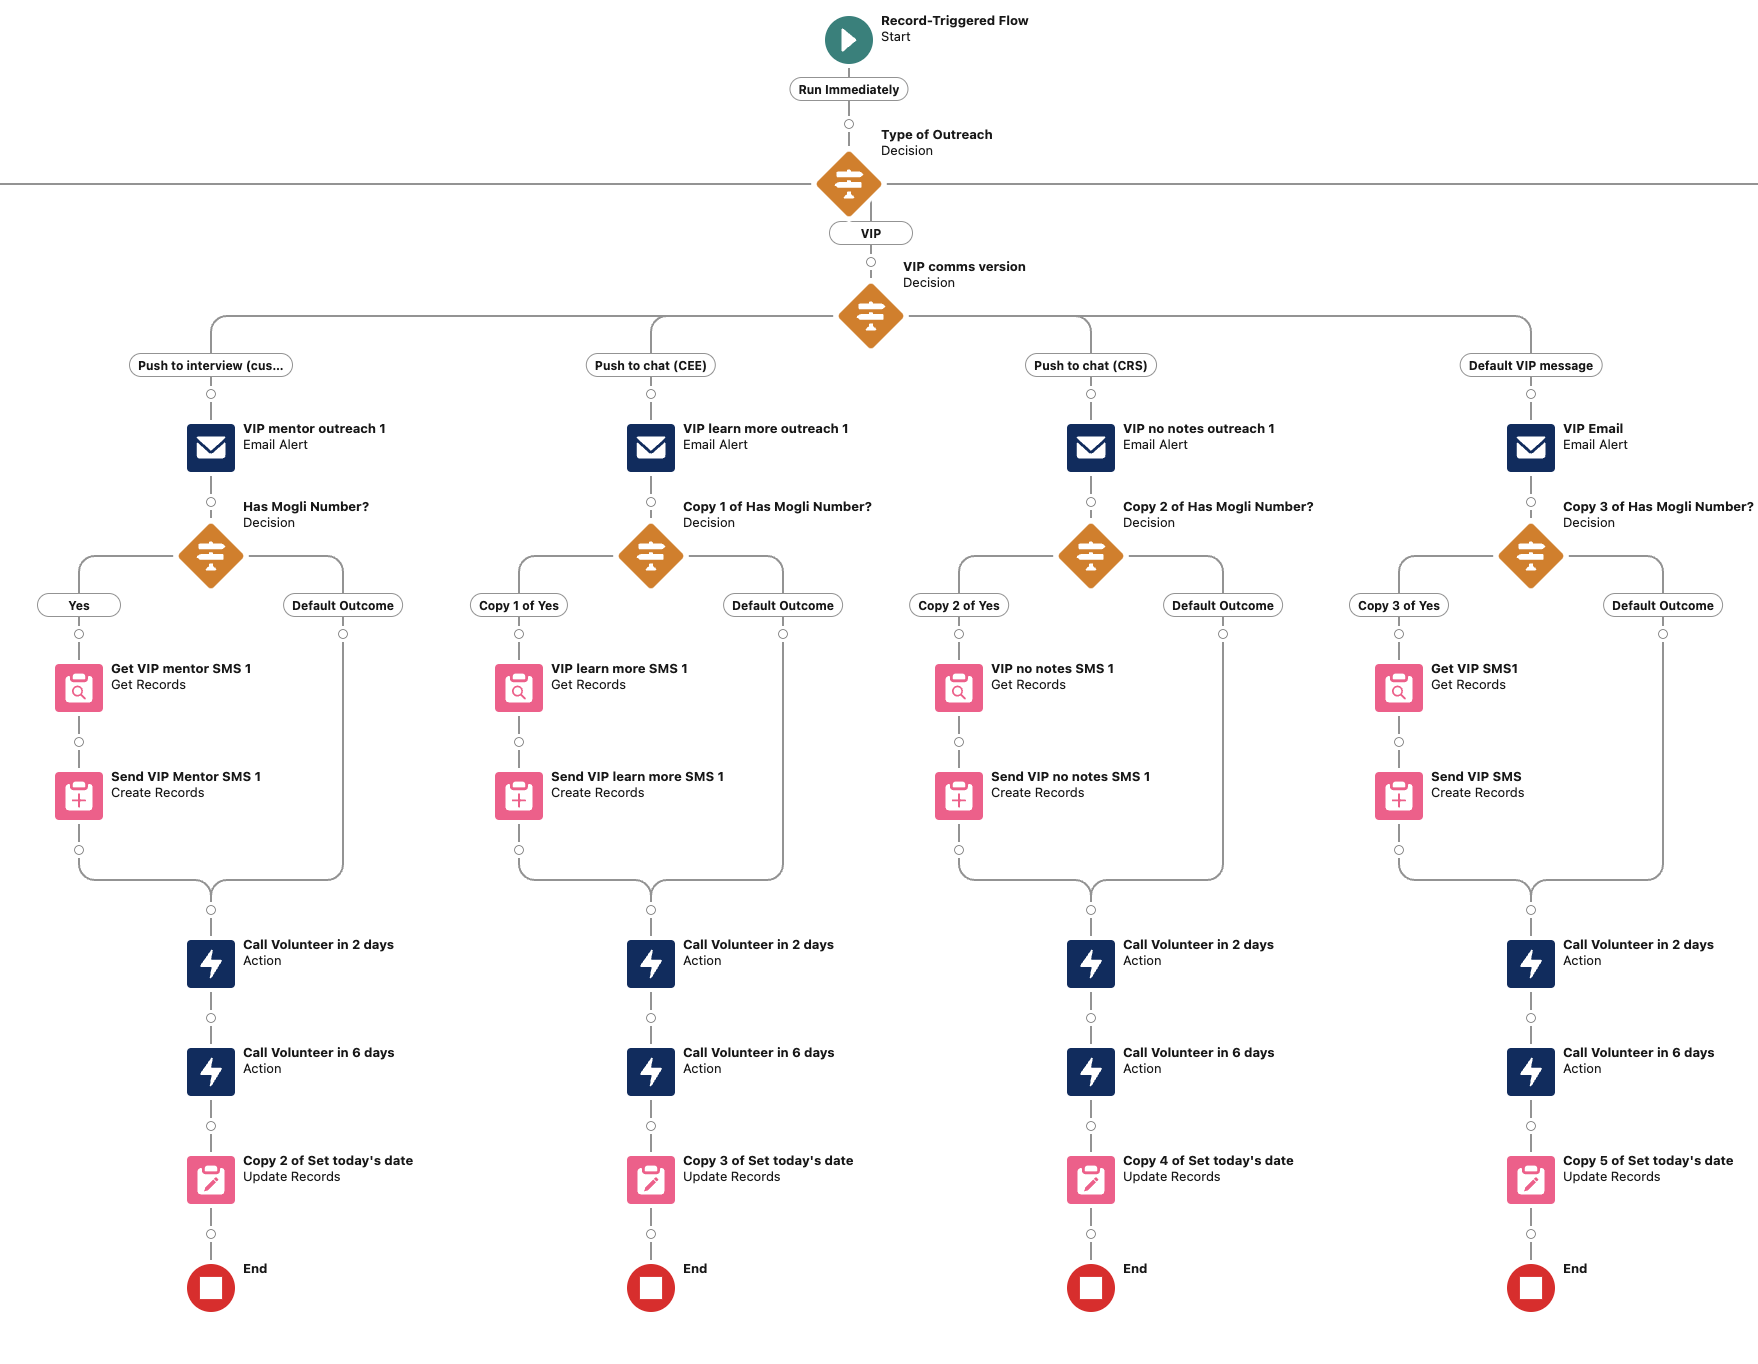 Record-Triggered Flow
Start
Run Immediately
Type of Outreach
Decision
VIP
VIP comms version
Decision
Push to interview (cus...
Push to chat (CEE)
Push to chat (CRS)
Default VIP message
VIP mentor outreach 1
Email Alert
VIP learn more outreach 1
Email Alert
VIP no notes outreach 1
Email Alert
VIP Email
Email Alert
Has Mogli Number?
Decision
Copy 1 of Has Mogli Number?
Decision
Copy 2 of Has Mogli Number?
Decision
Copy 3 of Has Mogli Number?
Decision
Yes
Default Outcome
Copy 1 of Yes
Default Outcome
Copy 2 of Yes
Default Outcome
Copy 3 of Yes
Default Outcome
Get VIP mentor SMS 1
Get Records
VIP learn more SMS 1
Get Records
VIP no notes SMS 1
Get Records
Get VIP SMS1
Get Records
Send VIP Mentor SMS 1
Create Records
Send VIP learn more SMS 1
Create Records
Send VIP no notes SMS 1
Create Records
Send VIP SMS
Create Records
Call Volunteer in 2 days
Action
Call Volunteer in 2 days
Action
Call Volunteer in 2 days
Action
Call Volunteer in 2 days
Action
Call Volunteer in 6 days
Action
Call Volunteer in 6 days
Action
Call Volunteer in 6 days
Action
Call Volunteer in 6 days
Action
Copy 2 of Set today's date
Update Records
Copy 3 of Set today's date
Update Records
Copy 4 of Set today's date
Update Records
Copy 5 of Set today's date
Update Records
End
End
End
End